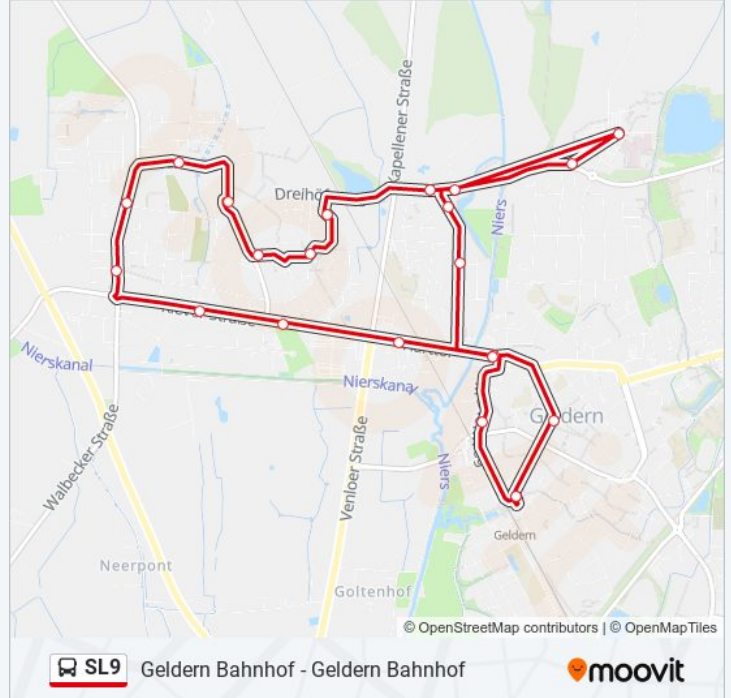 Kapellener Straße
Dreihöf
Niers
Nierskanal
Nierskanal
Geldern
Walbecker Straße
Venloer Straße
Niers
Geldern
Neerpont
Goltenhof
© OpenStreetMap contributors | © OpenMapTiles
SL9 Geldern Bahnhof - Geldern Bahnhof moovit